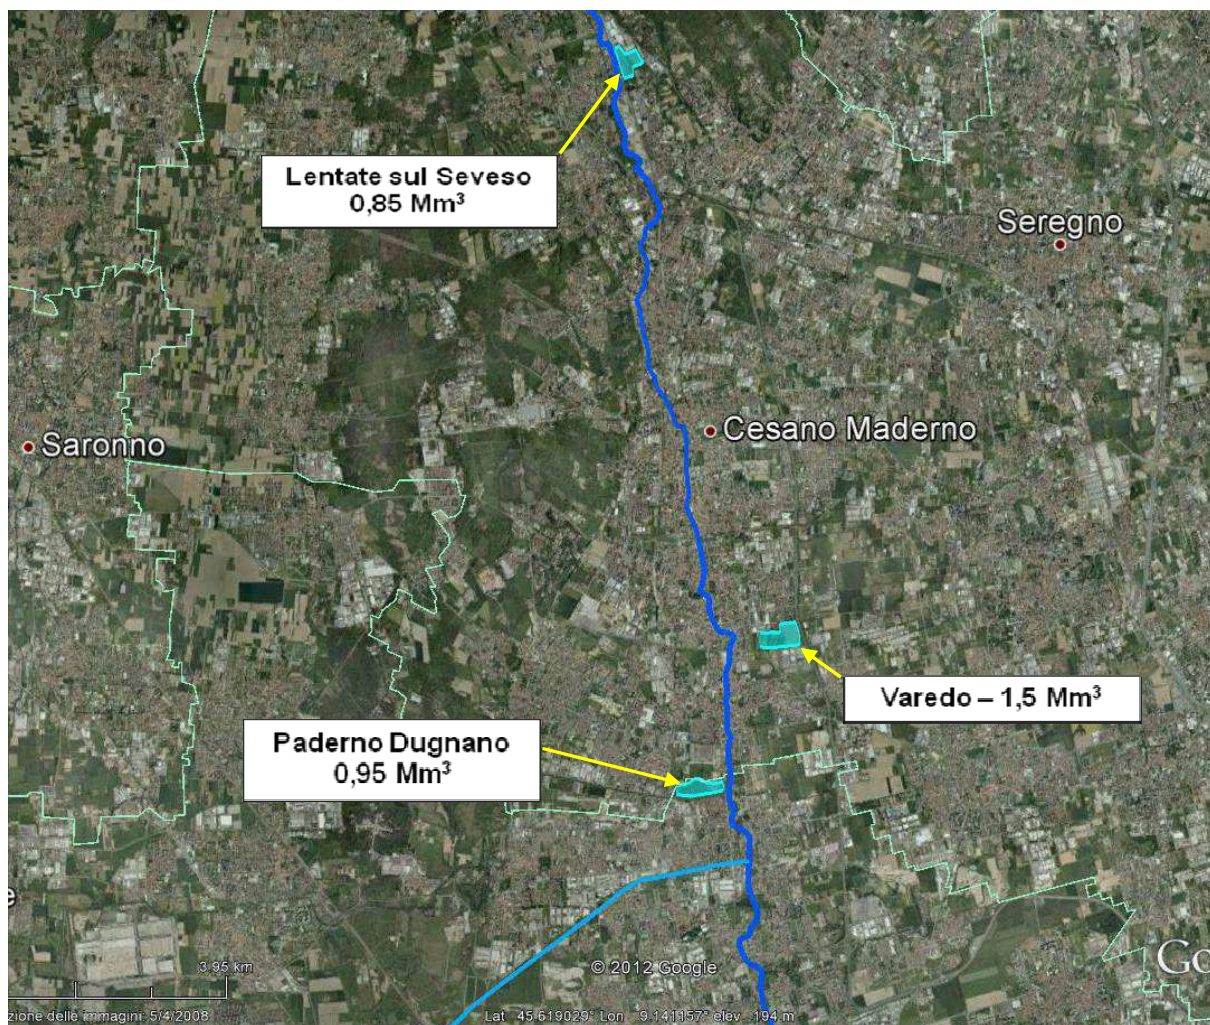 Lentate sul Seveso
0,85 Mm³
Seregno
Cesano Maderno
Saronno
Varedo – 1,5 Mm³
Paderno Dugnano
0,95 Mm³
e
3.95 km
© 2012 Google
Go
zione delle immagini: 5/4/2008
Lat 45.619029° Lon 9.141157° elev 194 m